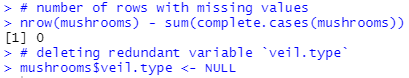 > # number of rows with missing values
> nrow(mushrooms) - sum(complete.cases(mushrooms))
[1] 0
> # deleting redundant variable `veil.type`
> mushrooms$veil.type <- NULL